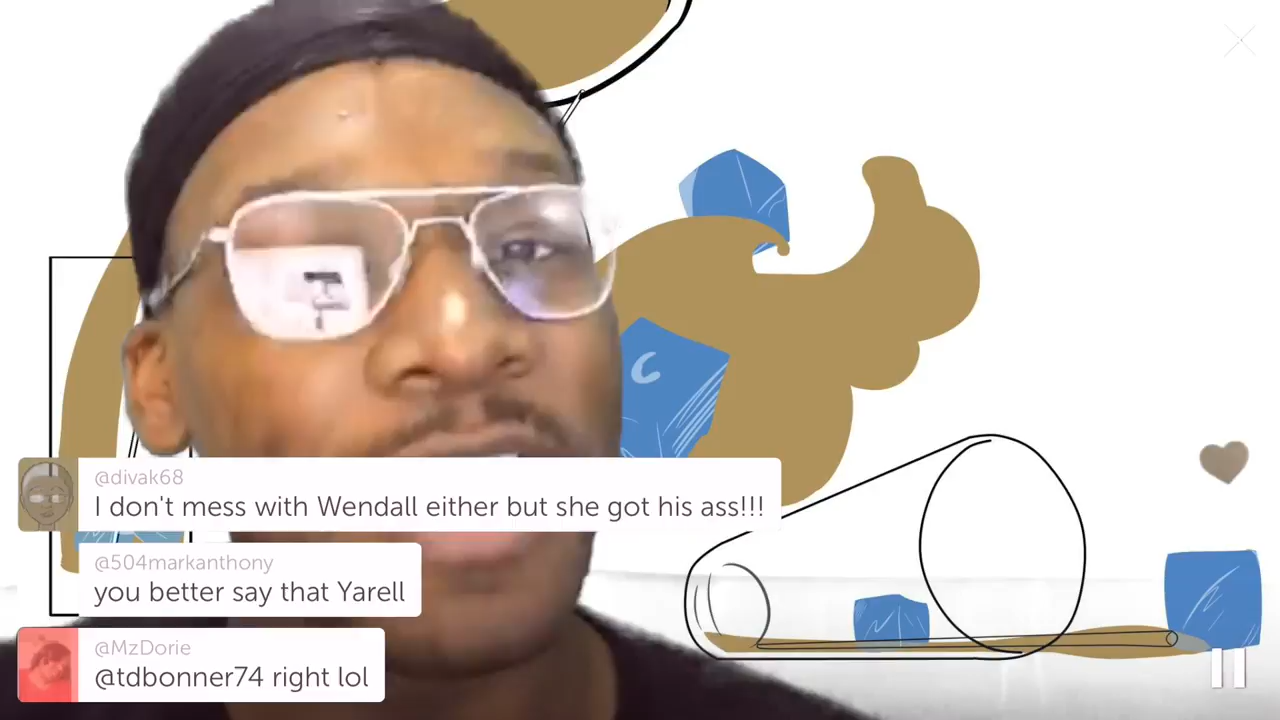 @divak68
I don't mess with Wendall either but she got his ass!!!
@504markanthony
you better say that Yarell
@MzDorie
@tdbonner74 right lol